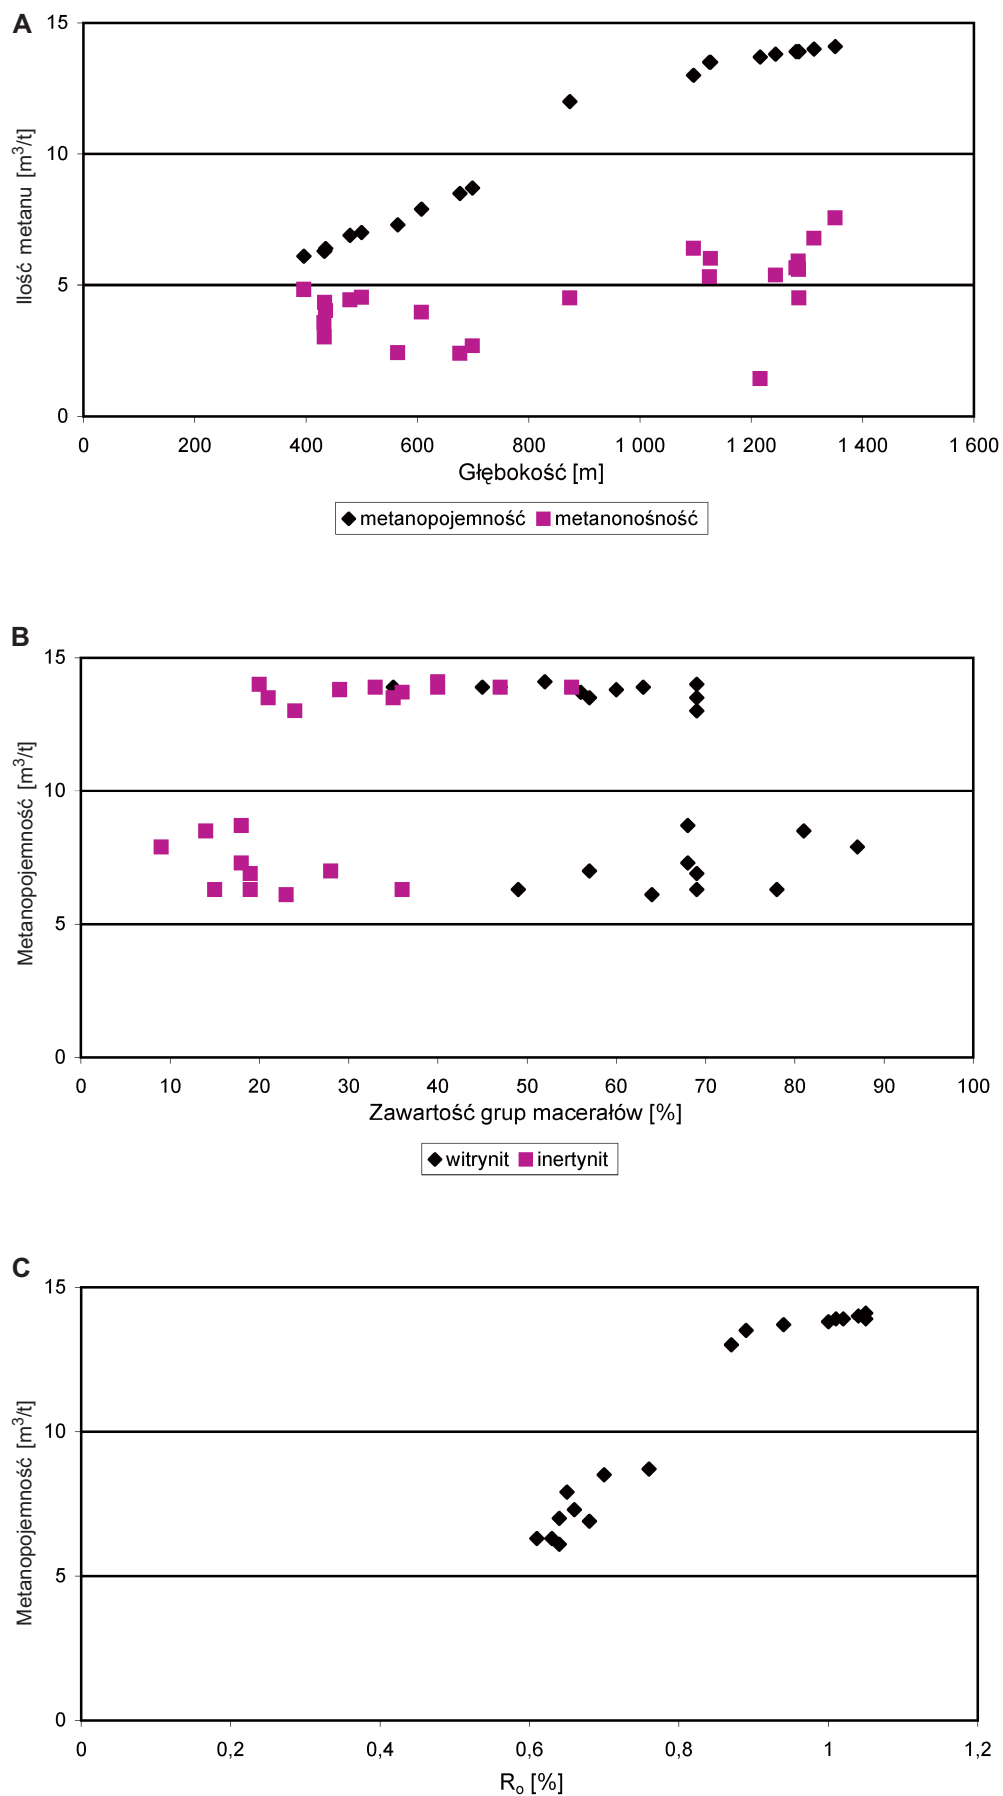 A
15
10
5
0
Ilość metanu [m³/t]
0 200 400 600 800 1 000 1 200 1 400 1 600
Głębokość [m]
metanopojemność metanonośność
B
15
10
5
0
Metanopojemność [m³/t]
0 10 20 30 40 50 60 70 80 90 100
Zawartość grup macerałów [%]
witrynit inertynit
C
15
10
5
0
Metanopojemność [m³/t]
0 0,2 0,4 0,6 0,8 1 1,2
Rₒ [%]